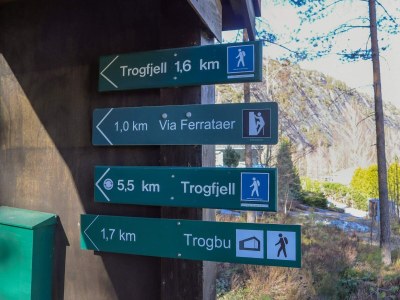 Trogfjell 1,6 km
1,0 km Via Ferrataer
5,5 km Trogfjell
1,7 km Trogbu